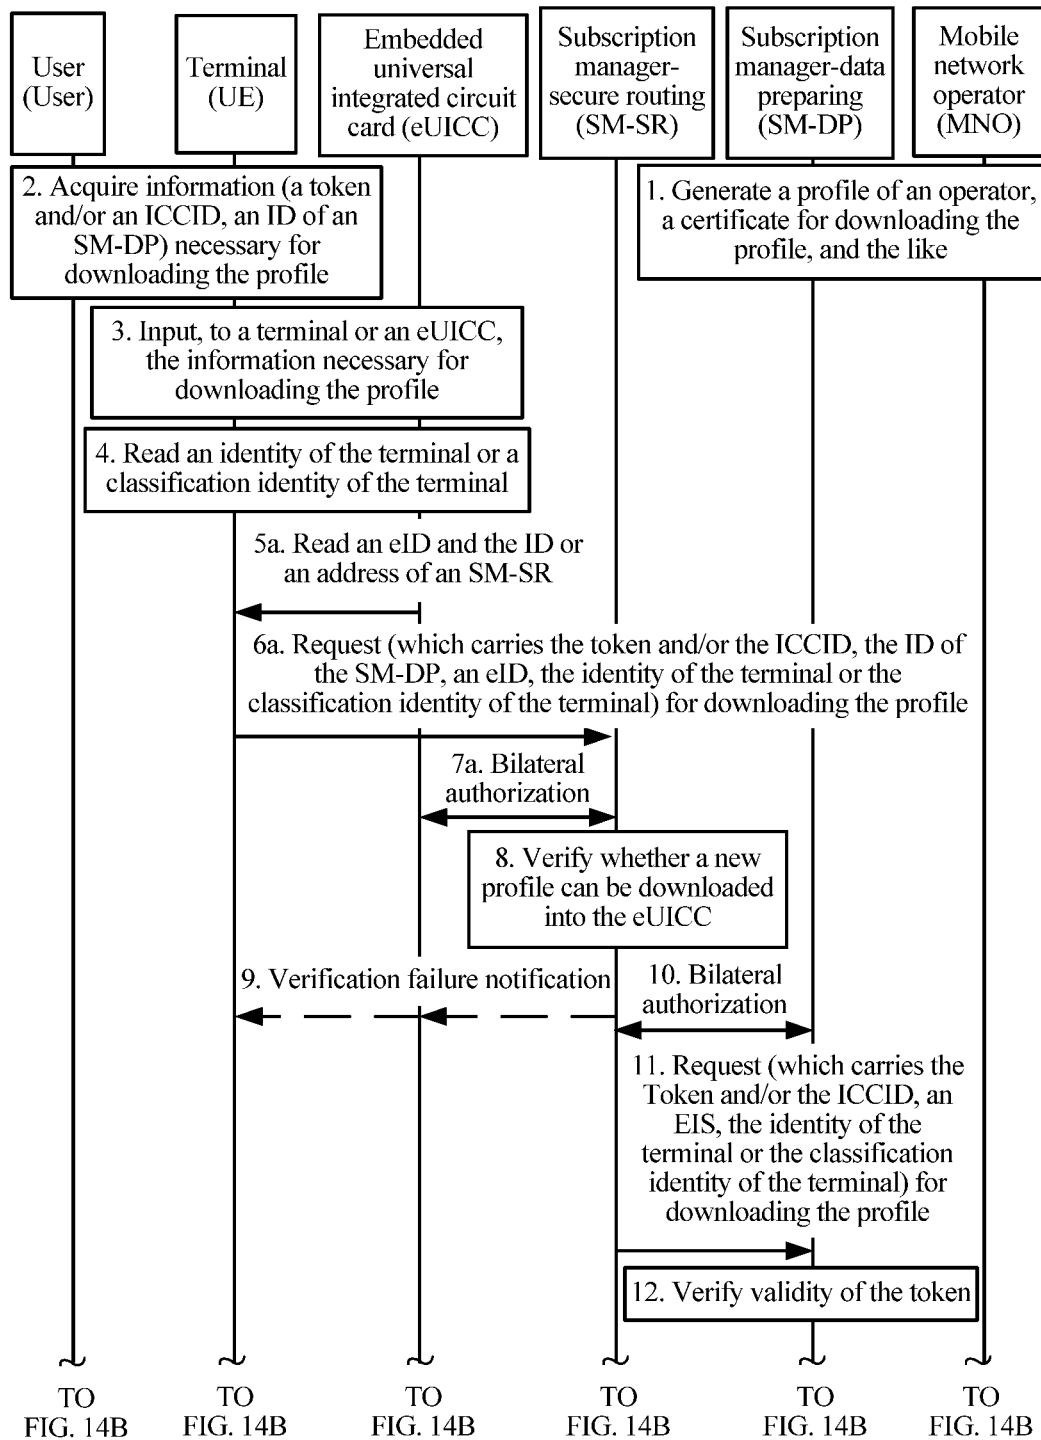 User
(User)
Terminal
(UE)
Embedded
universal
integrated circuit
card (eUICC)
Subscription
manager-
secure routing
(SM-SR)
Subscription
manager-data
preparing
(SM-DP)
Mobile
network
operator
(MNO)
1. Generate a profile of an operator,
a certificate for downloading the
profile, and the like
2. Acquire information (a token
and/or an ICCID, an ID of an
SM-DP) necessary for
downloading the profile
3. Input, to a terminal or an eUICC,
the information necessary for
downloading the profile
4. Read an identity of the terminal or a
classification identity of the terminal
5a. Read an eID and the ID or
an address of an SM-SR
6a. Request (which carries the token and/or the ICCID, the ID of
the SM-DP, an eID, the identity of the terminal or the
classification identity of the terminal) for downloading the profile
7a. Bilateral
authorization
8. Verify whether a new
profile can be downloaded
into the eUICC
9. Verification failure notification
10. Bilateral
authorization
11. Request (which carries the
Token and/or the ICCID, an
EIS, the identity of the
terminal or the classification
identity of the terminal) for
downloading the profile
12. Verify validity of the token
TO
FIG. 14B
TO
FIG. 14B
TO
FIG. 14B
TO
FIG. 14B
TO
FIG. 14B
TO
FIG. 14B